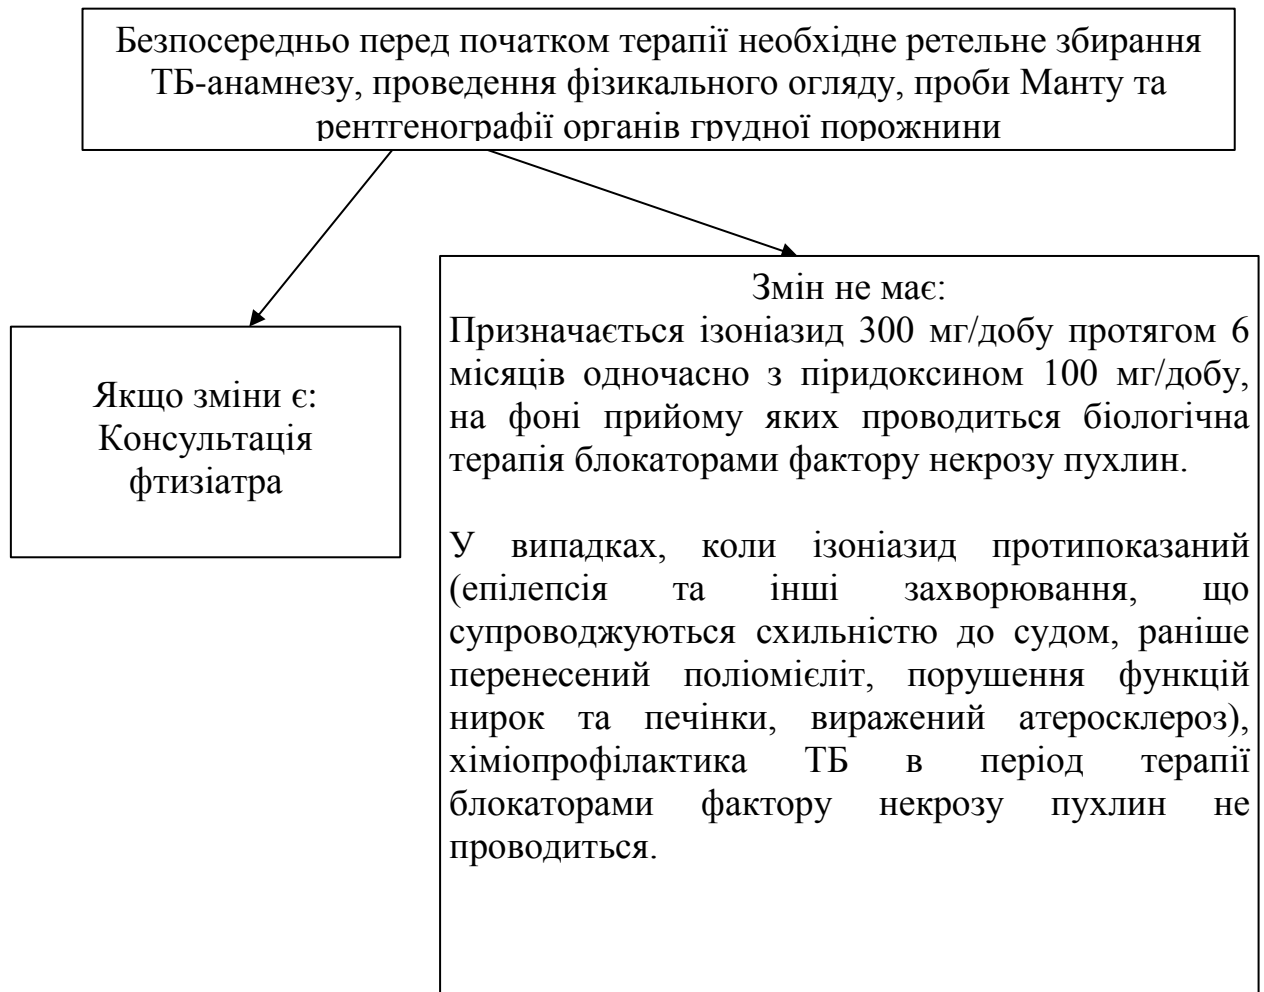 Безпосередньо перед початком терапії необхідне ретельне збирання
ТБ-анамнезу, проведення фізикального огляду, проби Манту та
рентгенографії органів грудної порожнини
Якщо зміни є:
Консультація
фтизіатра
Змін не має:
Призначається ізоніазид 300 мг/добу протягом 6
місяців одночасно з піридоксином 100 мг/добу,
на фоні прийому яких проводиться біологічна
терапія блокаторами фактору некрозу пухлин.
У випадках, коли ізоніазид протипоказаний
(епілепсія та інші захворювання, що
супроводжуються схильністю до судом, раніше
перенесений поліомієліт, порушення функцій
нирок та печінки, виражений атеросклероз),
хіміопрофілактика ТБ в період терапії
блокаторами фактору некрозу пухлин не
проводиться.